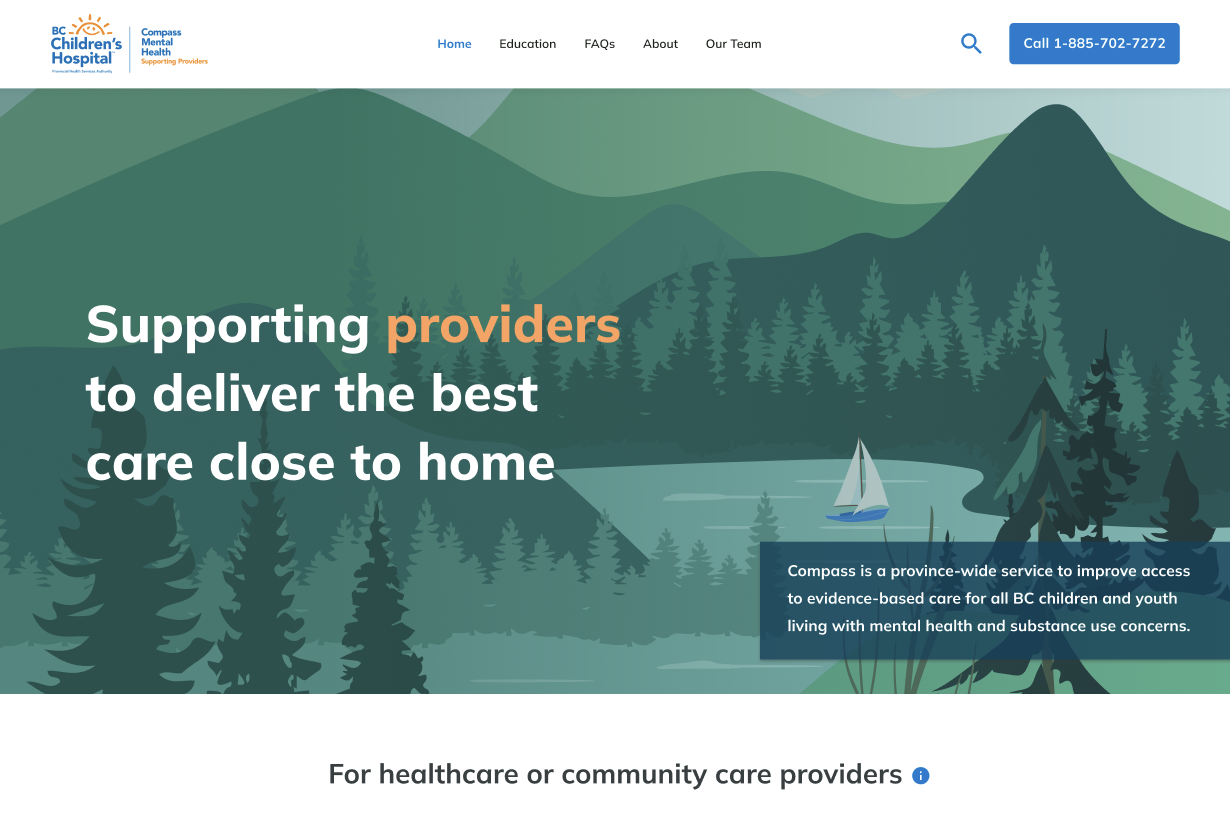 BC
Children's
Hospital
Provincial Health Services Authority
Compass
Mental
Health
Supporting Providers
Home
Education
FAQs
About
Our Team
Call 1-885-702-7272
Supporting providers
to deliver the best
care close to home
Compass is a province-wide service to improve access
to evidence-based care for all BC children and youth
living with mental health and substance use concerns.
For healthcare or community care providers